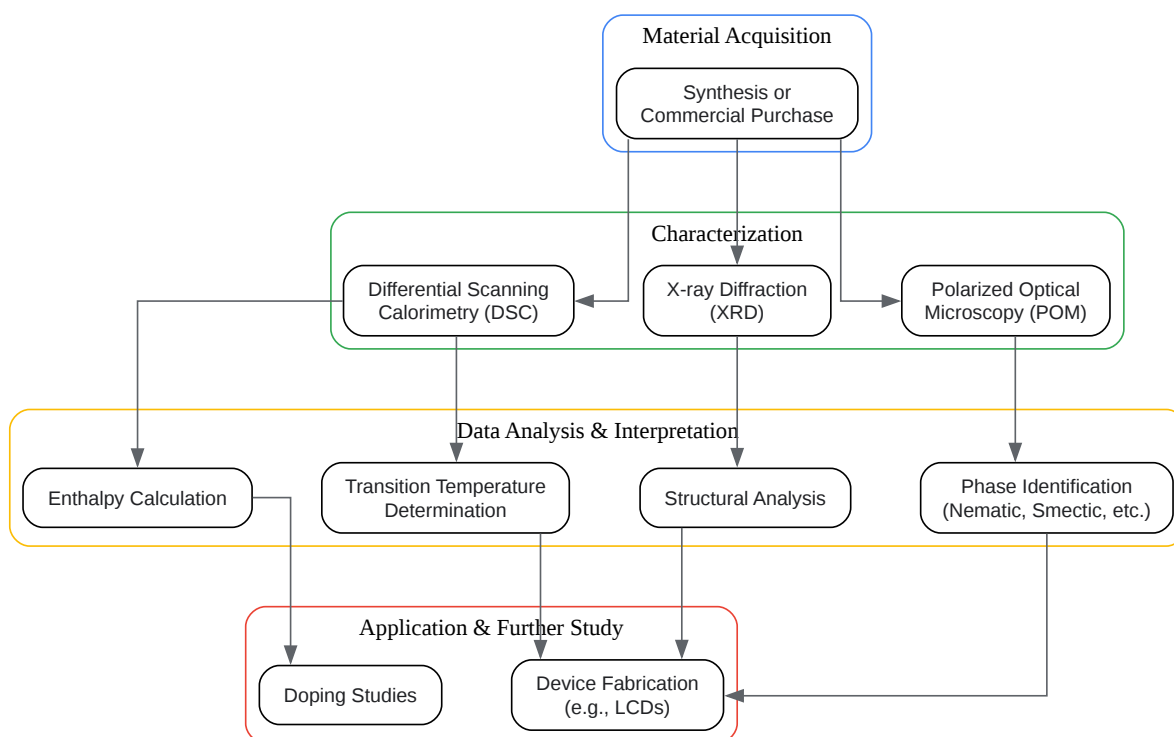 Material Acquisition
Synthesis or
Commercial Purchase
Characterization
Differential Scanning
Calorimetry (DSC)
X-ray Diffraction
(XRD)
Polarized Optical
Microscopy (POM)
Data Analysis & Interpretation
Enthalpy Calculation
Transition Temperature
Determination
Structural Analysis
Phase Identification
(Nematic, Smectic, etc.)
Application & Further Study
Doping Studies
Device Fabrication
(e.g., LCDs)